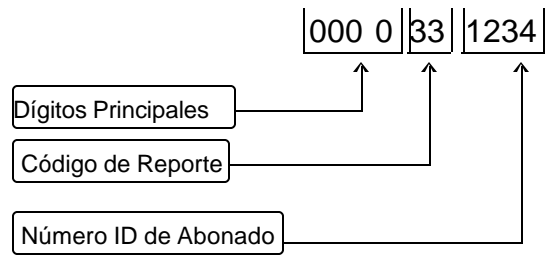 000 0 33 1234
Dígitos Principales
Código de Reporte
Número ID de Abonado